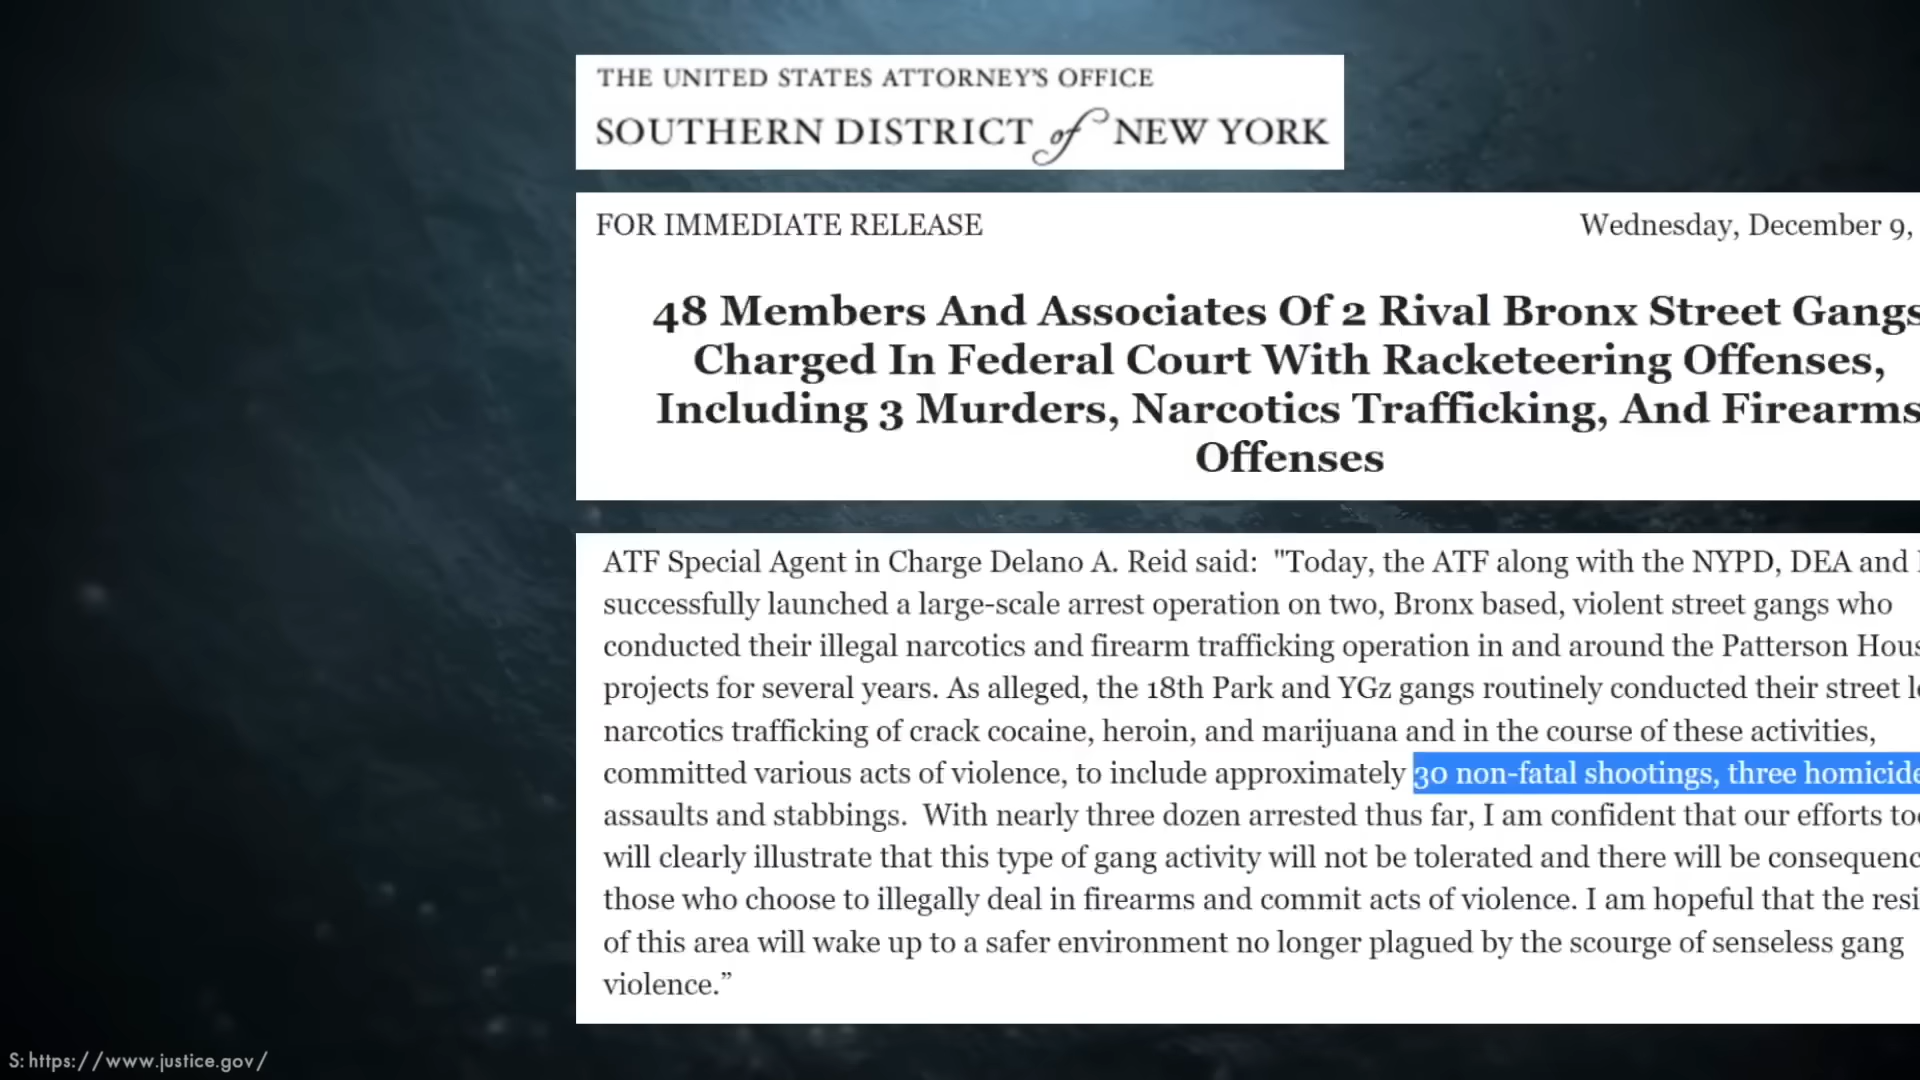 THE UNITED STATES ATTORNEY'S OFFICE
SOUTHERN DISTRICT of NEW YORK
FOR IMMEDIATE RELEASE
Wednesday, December 9,
48 Members And Associates Of 2 Rival Bronx Street Gangs
Charged In Federal Court With Racketeering Offenses,
Including 3 Murders, Narcotics Trafficking, And Firearms
Offenses
ATF Special Agent in Charge Delano A. Reid said:  "Today, the ATF along with the NYPD, DEA and
successfully launched a large-scale arrest operation on two, Bronx based, violent street gangs who
conducted their illegal narcotics and firearm trafficking operation in and around the Patterson
projects for several years. As alleged, the 18th Park and YGz gangs routinely conducted their street
narcotics trafficking of crack cocaine, heroin, and marijuana and in the course of these activities,
committed various acts of violence, to include approximately 30 non-fatal shootings, three
assaults and stabbings.  With nearly three dozen arrested thus far, I am confident that our efforts
will clearly illustrate that this type of gang activity will not be tolerated and there will be
those who choose to illegally deal in firearms and commit acts of violence. I am hopeful that the
of this area will wake up to a safer environment no longer plagued by the scourge of senseless gang
violence.”
S: https://www.justice.gov/